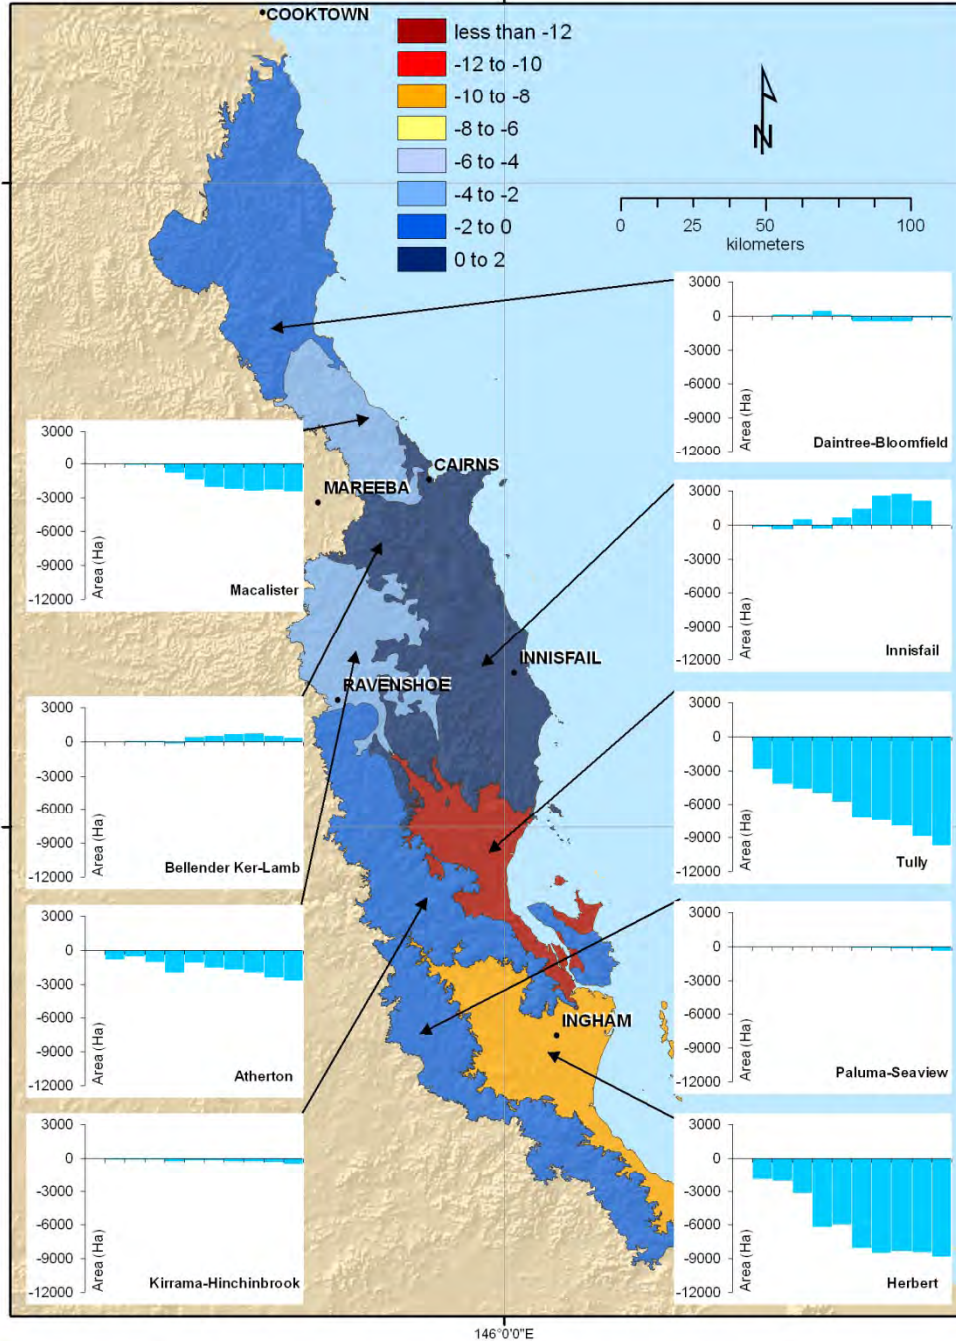 COOKTOWN
less than -12
-12 to -10
-10 to -8
-8 to -6
-6 to -4
-4 to -2
-2 to 0
0 to 2
N
0 25 50 100
kilometers
3000
0
-3000
-6000
-9000
-12000
Area (Ha)
Daintree-Bloomfield
3000
0
-3000
-6000
-9000
-12000
Area (Ha)
Macalister
CAIRNS
MAREEBA
3000
0
-3000
-6000
-9000
-12000
Area (Ha)
Innisfail
INNISFAIL
RAVENSHOE
3000
0
-3000
-6000
-9000
-12000
Area (Ha)
Bellender Ker-Lamb
3000
0
-3000
-6000
-9000
-12000
Area (Ha)
Tully
3000
0
-3000
-6000
-9000
-12000
Area (Ha)
Atherton
3000
0
-3000
-6000
-9000
-12000
Area (Ha)
Paluma-Seaview
INGHAM
3000
0
-3000
-6000
-9000
-12000
Area (Ha)
Kirrama-Hinchinbrook
3000
0
-3000
-6000
-9000
-12000
Area (Ha)
Herbert
146°0'0"E